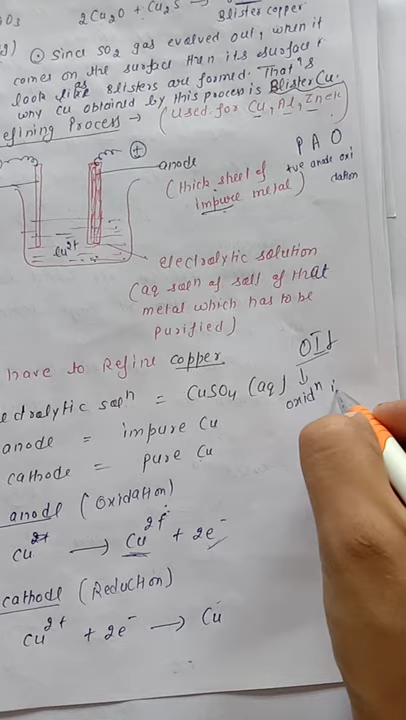 2Cu2O + Cu2S →
Blister copper
⊙ Since SO2 gas evolved out, when it
comes on the surface then its surface
look like Blisters are formed. That's
why Cu obtained by this process is Blister Cu.
efining Process → (Used for Cu, Al, Zinc)
+
anode
(thick sheet of
impure metal)
P A O
+ve anode oxi
dation
Cu2+
electrolytic solution
(aq soln of salt of that
metal which has to be
purified)
have to Refine copper
ectrolytic soln = CuSO4 (aq)
OIL
↓
oxidn i
anode = impure Cu
cathode = pure Cu
anode (Oxidation)
Cu → Cu2+ + 2e-
cathode (Reduction)
Cu2+ + 2e- → Cu